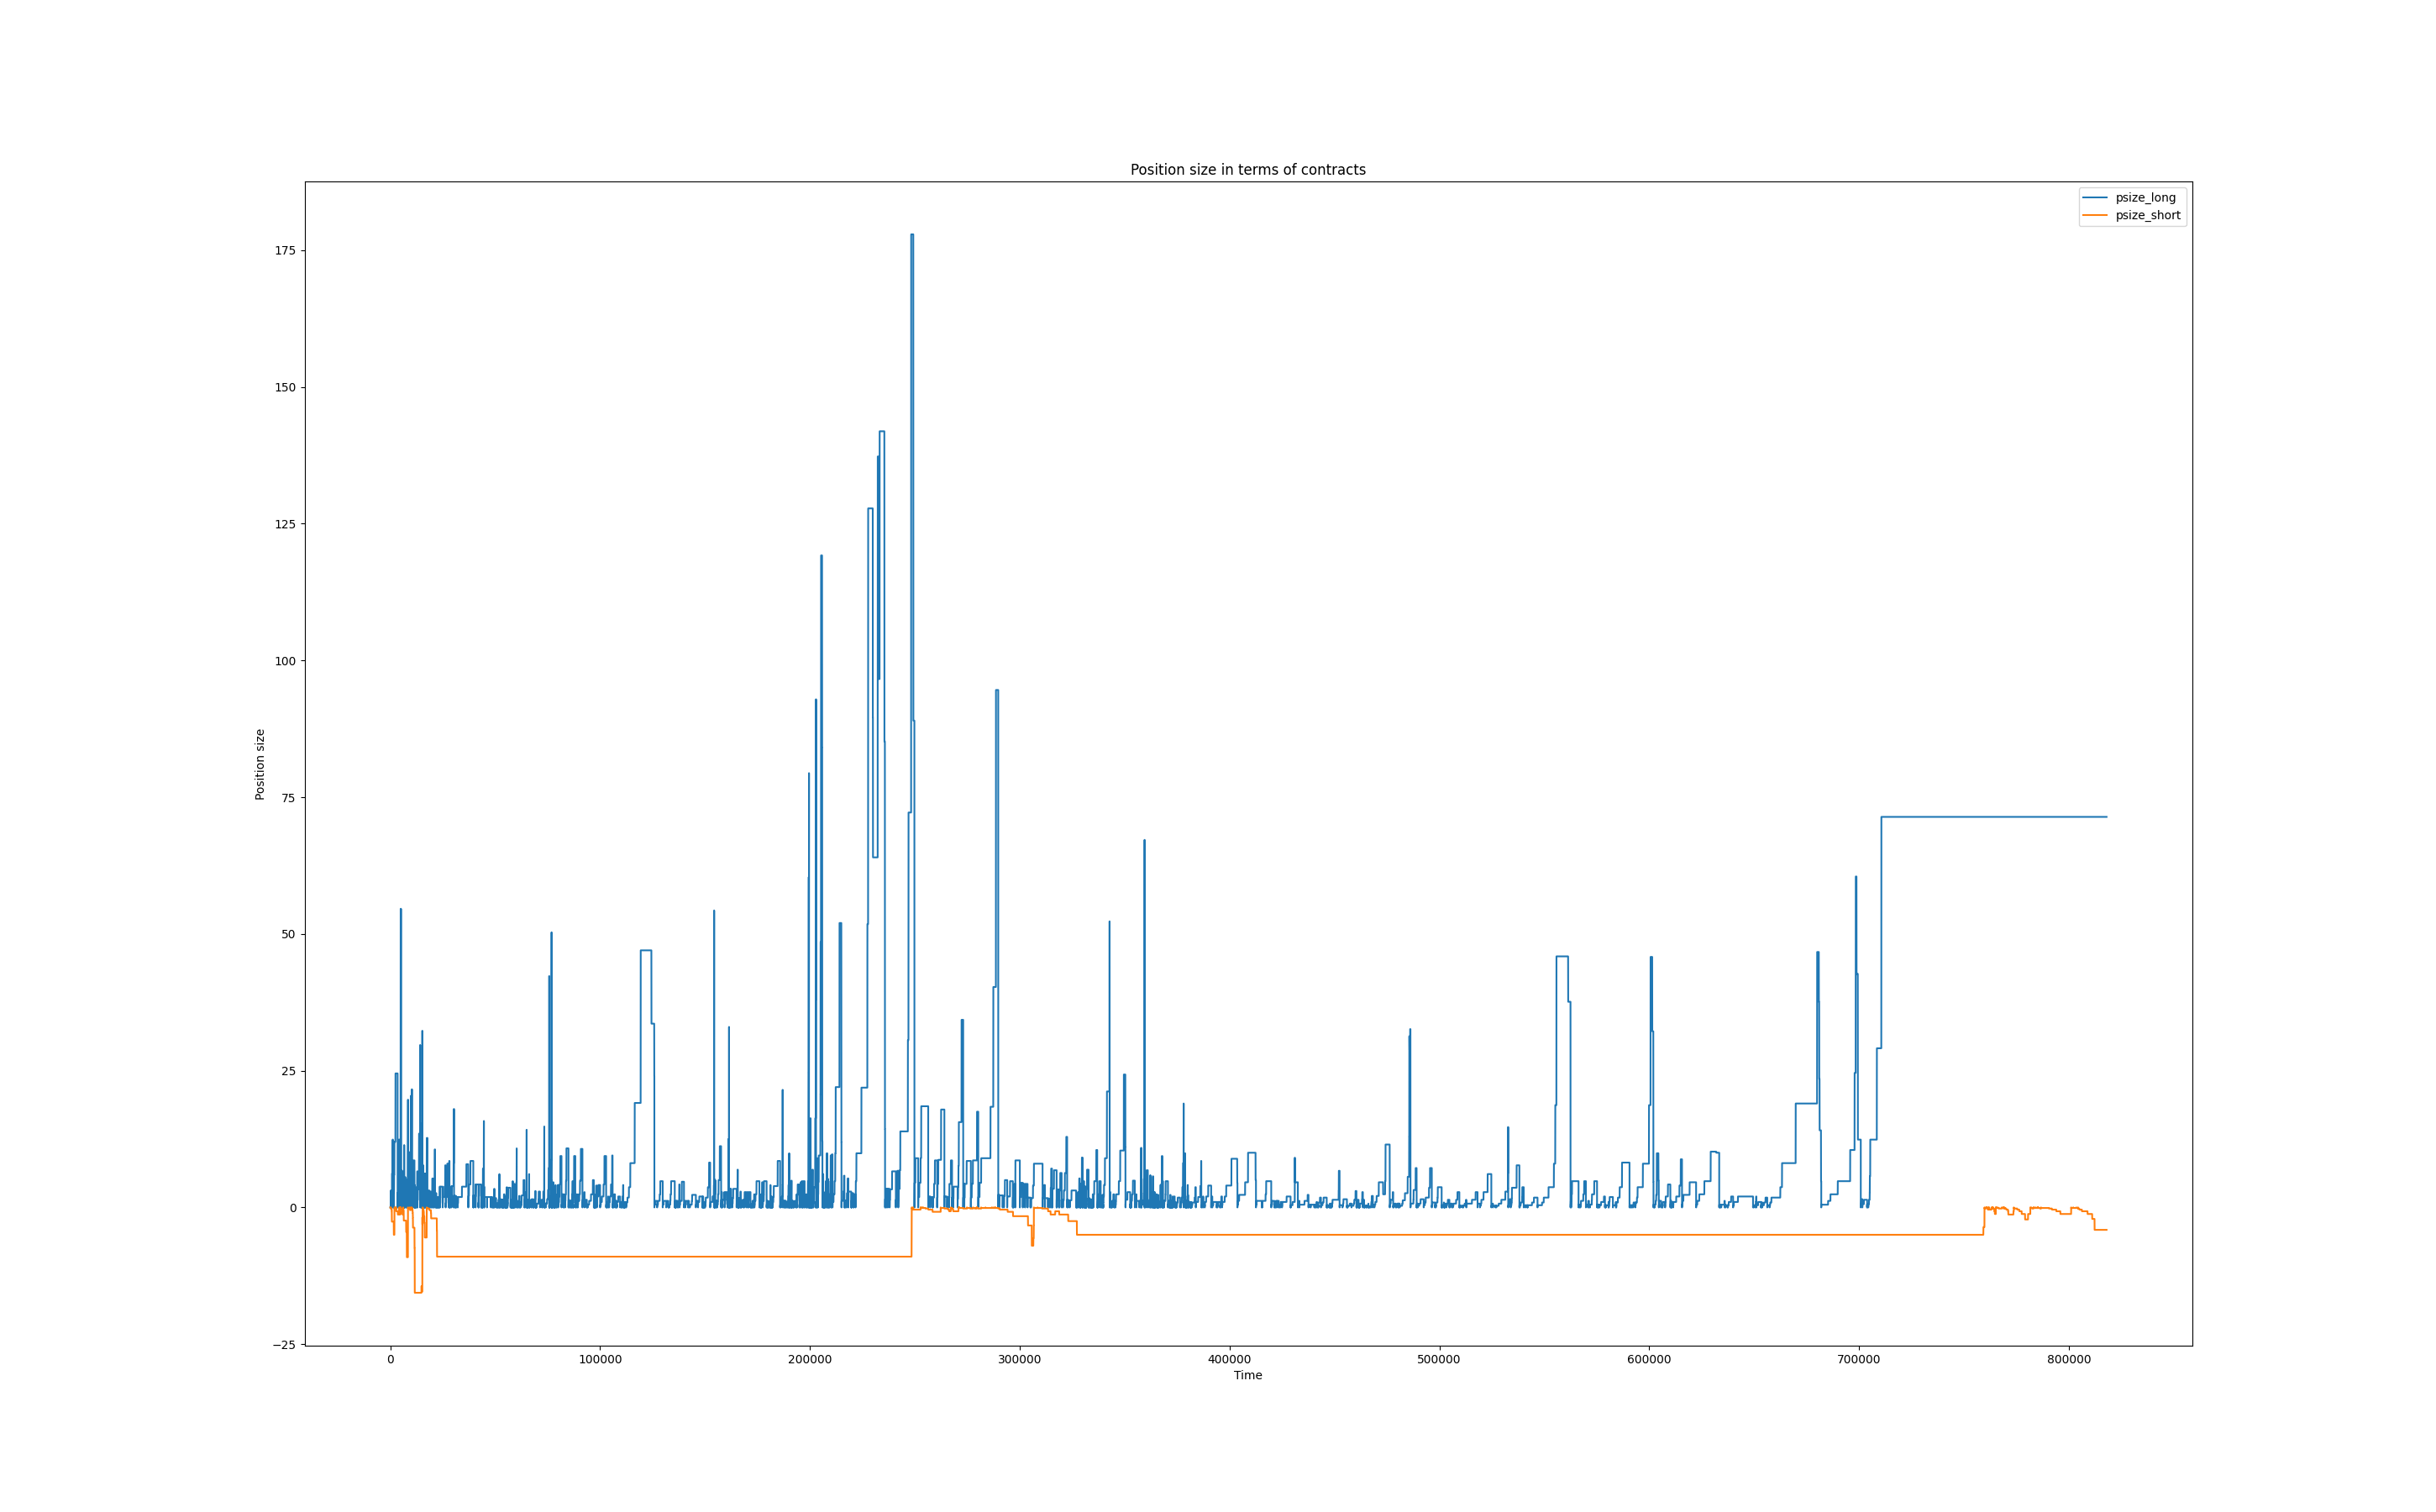 Position size in terms of contracts
psize_long
psize_short
175
150
125
100
75
50
25
0
−25
Position size
0 100000 200000 300000 400000 500000 600000 700000 800000
Time